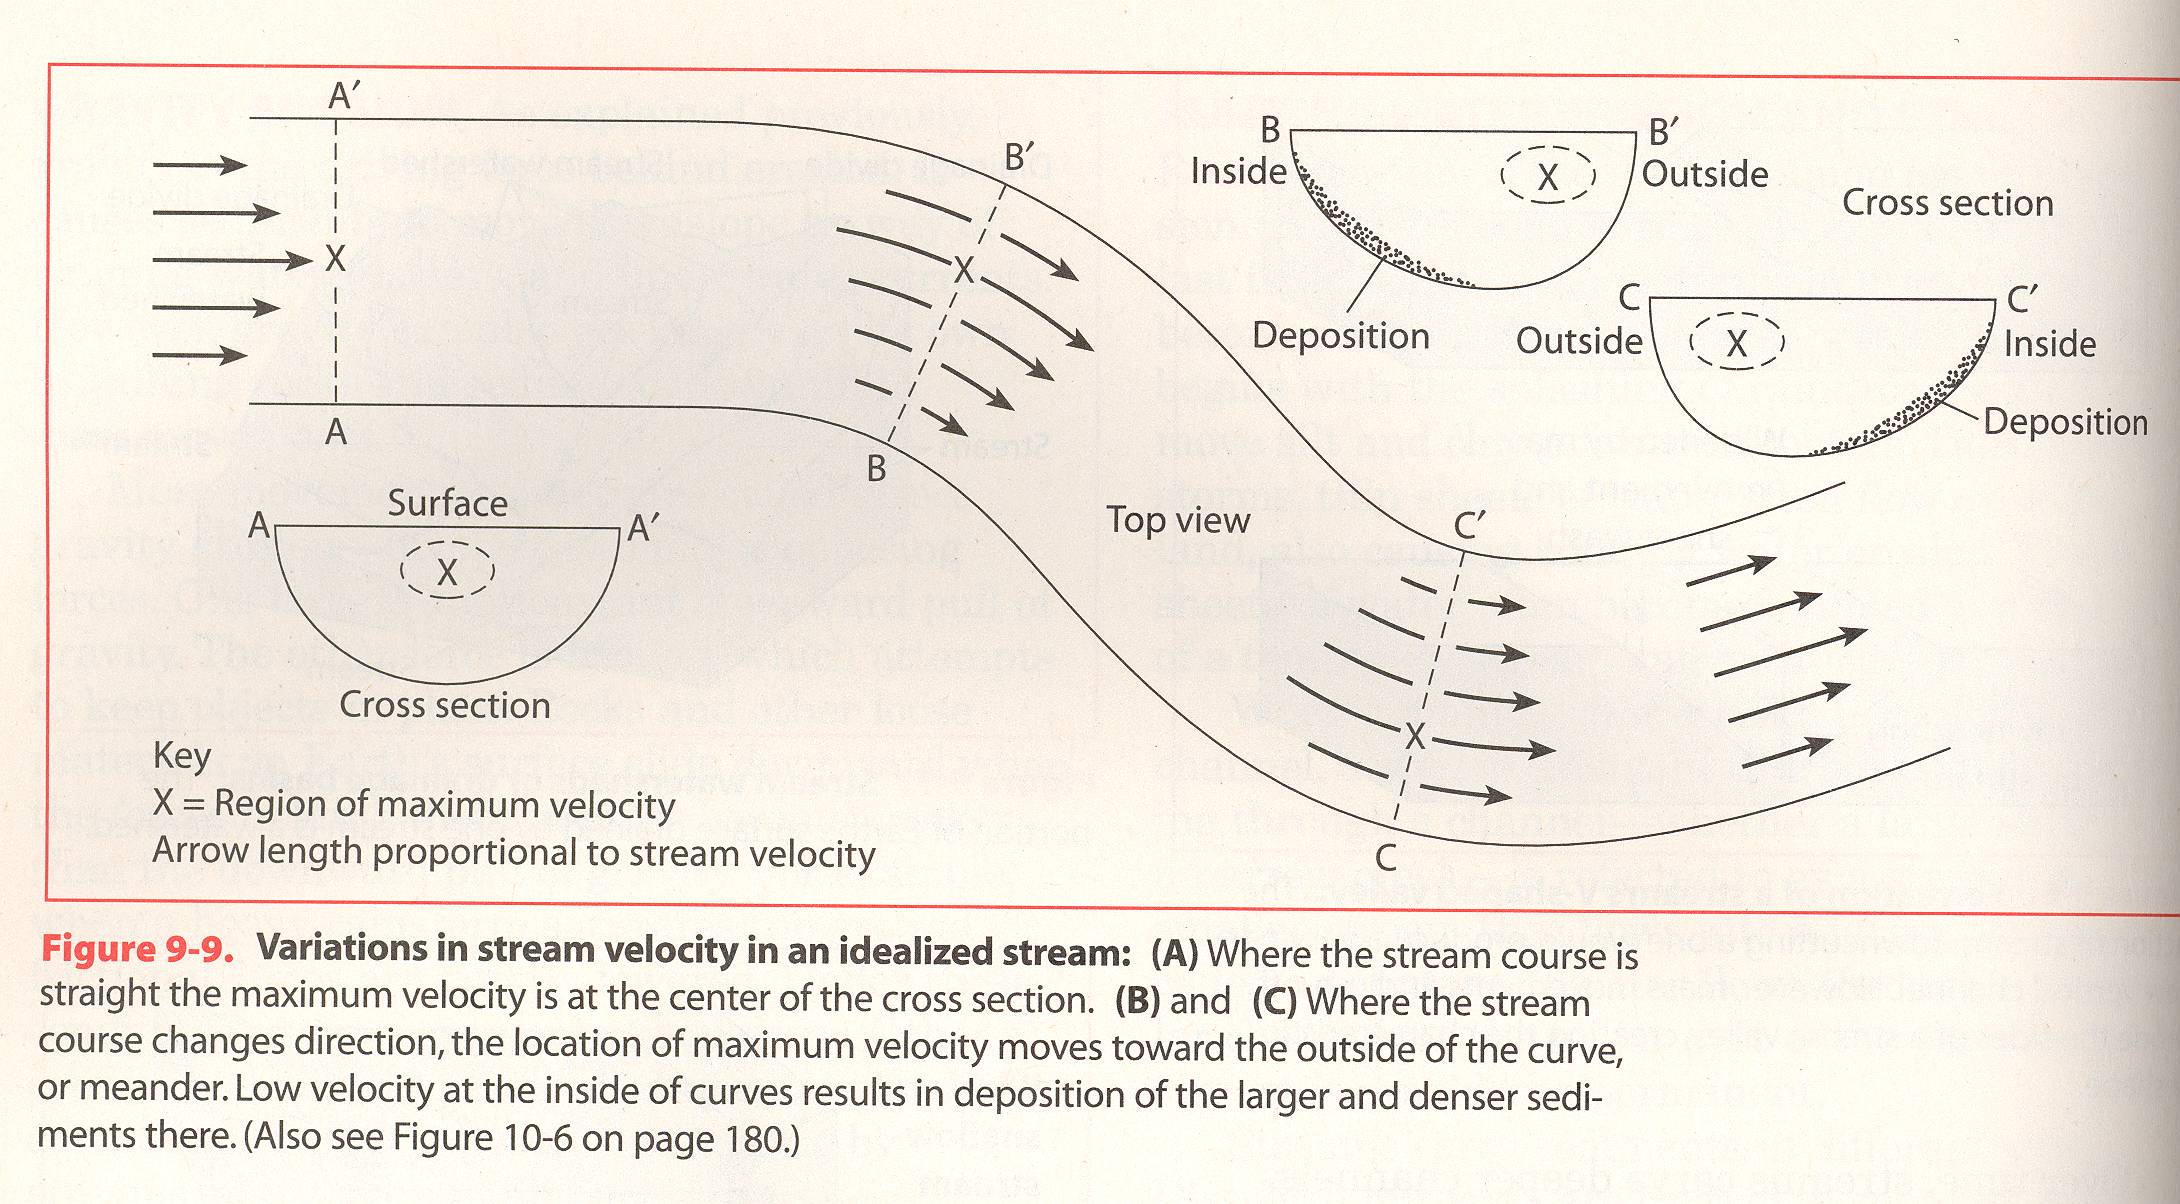 A′
B′
B
B′
Inside
X
Outside
Cross section
X
X
C
C′
Deposition
Outside
X
Inside
A
Deposition
B
Surface
Top view
C′
A
A′
X
Cross section
X
Key
X = Region of maximum velocity
Arrow length proportional to stream velocity
C
Figure 9-9. Variations in stream velocity in an idealized stream: (A) Where the stream course is
straight the maximum velocity is at the center of the cross section. (B) and (C) Where the stream
course changes direction, the location of maximum velocity moves toward the outside of the curve,
or meander. Low velocity at the inside of curves results in deposition of the larger and denser sedi-
ments there. (Also see Figure 10-6 on page 180.)